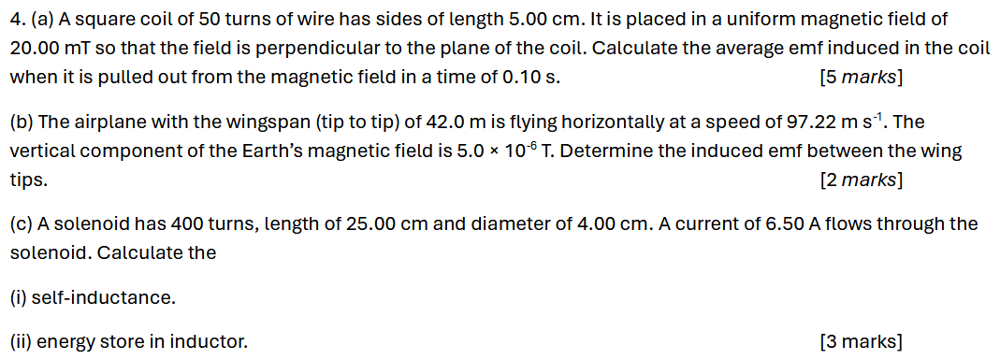 4. (a) A square coil of 50 turns of wire has sides of length 5.00 cm. It is placed in a uniform magnetic field of
20.00 mT so that the field is perpendicular to the plane of the coil. Calculate the average emf induced in the coil
when it is pulled out from the magnetic field in a time of 0.10 s. [5 marks]
(b) The airplane with the wingspan (tip to tip) of 42.0 m is flying horizontally at a speed of 97.22 m s⁻¹. The
vertical component of the Earth’s magnetic field is 5.0 × 10⁻⁶ T. Determine the induced emf between the wing
tips. [2 marks]
(c) A solenoid has 400 turns, length of 25.00 cm and diameter of 4.00 cm. A current of 6.50 A flows through the
solenoid. Calculate the
(i) self-inductance.
(ii) energy store in inductor. [3 marks]